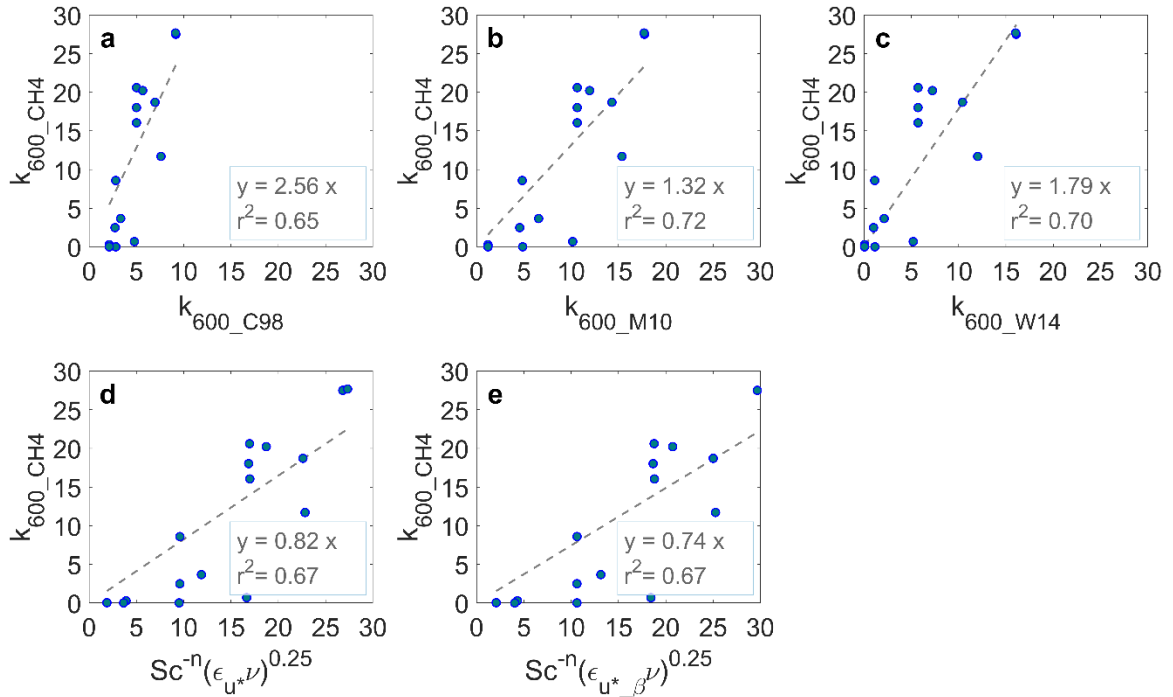 a
30
25
20
15
10
5
0
k600_CH4
y = 2.56 x
r2= 0.65
0 5 10 15 20 25 30
k600_C98
b
30
25
20
15
10
5
0
k600_CH4
y = 1.32 x
r2= 0.72
0 5 10 15 20 25 30
k600_M10
c
30
25
20
15
10
5
0
k600_CH4
y = 1.79 x
r2= 0.70
0 5 10 15 20 25 30
k600_W14
d
30
25
20
15
10
5
0
k600_CH4
y = 0.82 x
r2= 0.67
0 5 10 15 20 25 30
Sc-n(ϵu*ν)0.25
e
30
25
20
15
10
5
0
k600_CH4
y = 0.74 x
r2= 0.67
0 5 10 15 20 25 30
Sc-n(ϵu*_βν)0.25